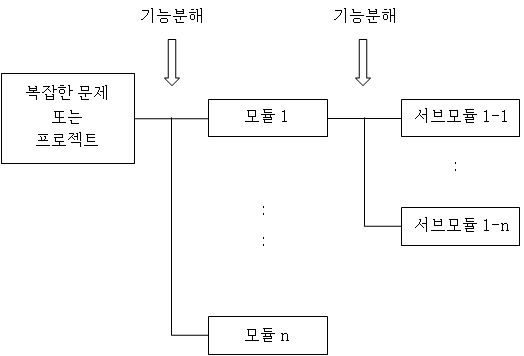 기능분해
기능분해
복잡한 문제
또는
프로젝트
모듈 1
서브모듈 1-1
:
서브모듈 1-n
:
:
모듈 n